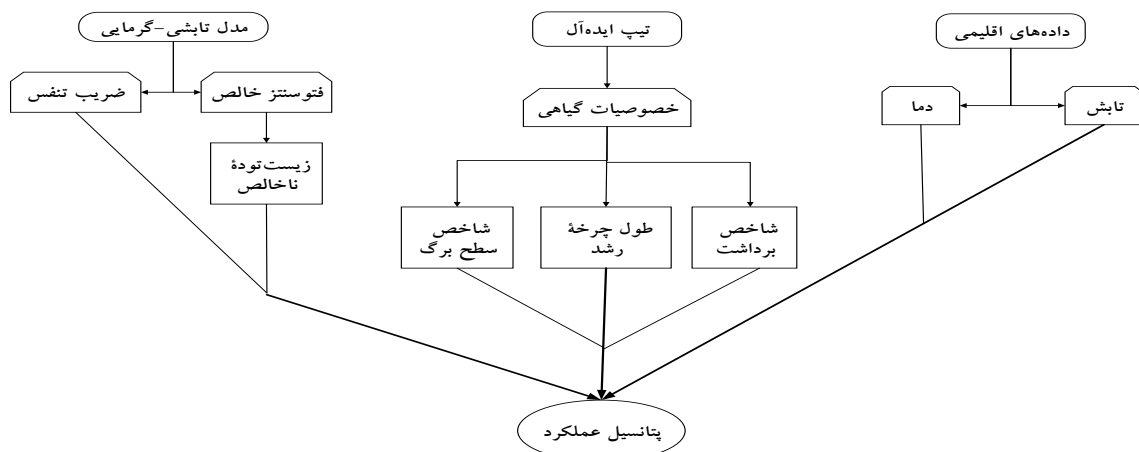 داده‌های اقلیمی
تیپ ایده‌آل
مدل تابشی-گرمایی
تابش
دما
خصوصیات گیاهی
فتوسنتز خالص
ضریب تنفس
زیست‌تودهٔ
ناخالص
شاخص
برداشت
طول چرخهٔ
رشد
شاخص
سطح برگ
پتانسیل عملکرد